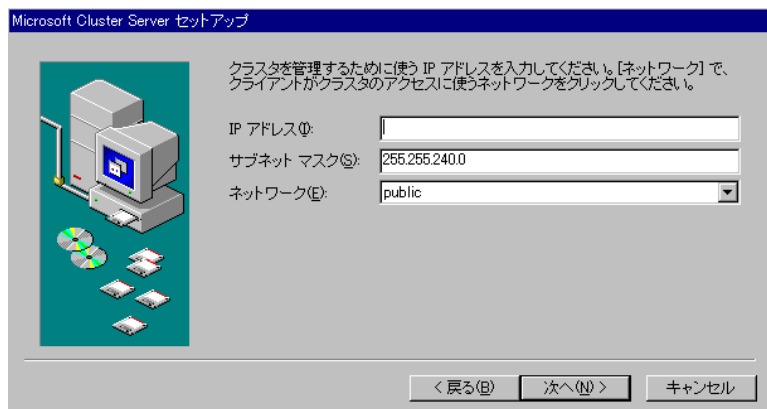 Microsoft Cluster Server セットアップ
クラスタを管理するために使う IP アドレスを入力してください。[ネットワーク] で、
クライアントがクラスタのアクセスに使うネットワークをクリックしてください。
IP アドレス(I):
サブネット マスク(S): 255.255.240.0
ネットワーク(E): public
< 戻る(B) 次へ(N) > キャンセル